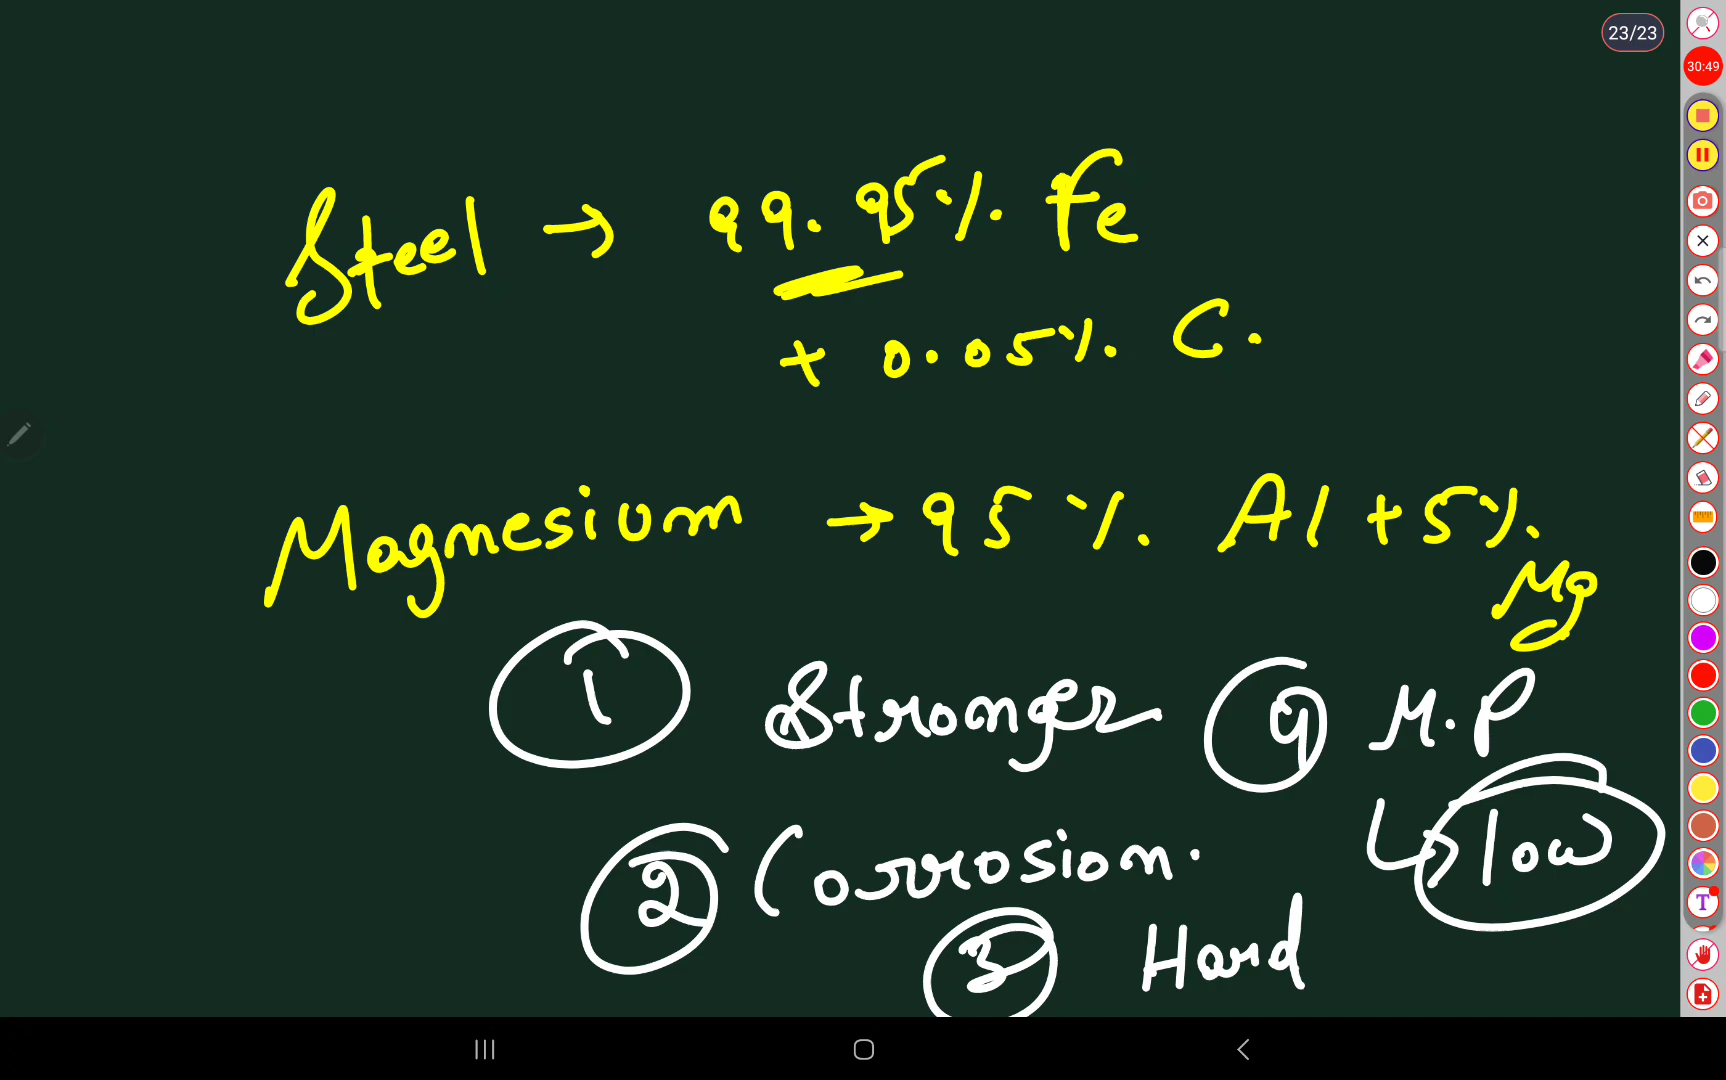 23/23
30:49
Steel → 99.95% Fe
+ 0.05% C.
Magnesium → 95% Al + 5%
Mg
1 Stronger 4 M.P
↳ low
2 Corrosion.
3 Hard
T